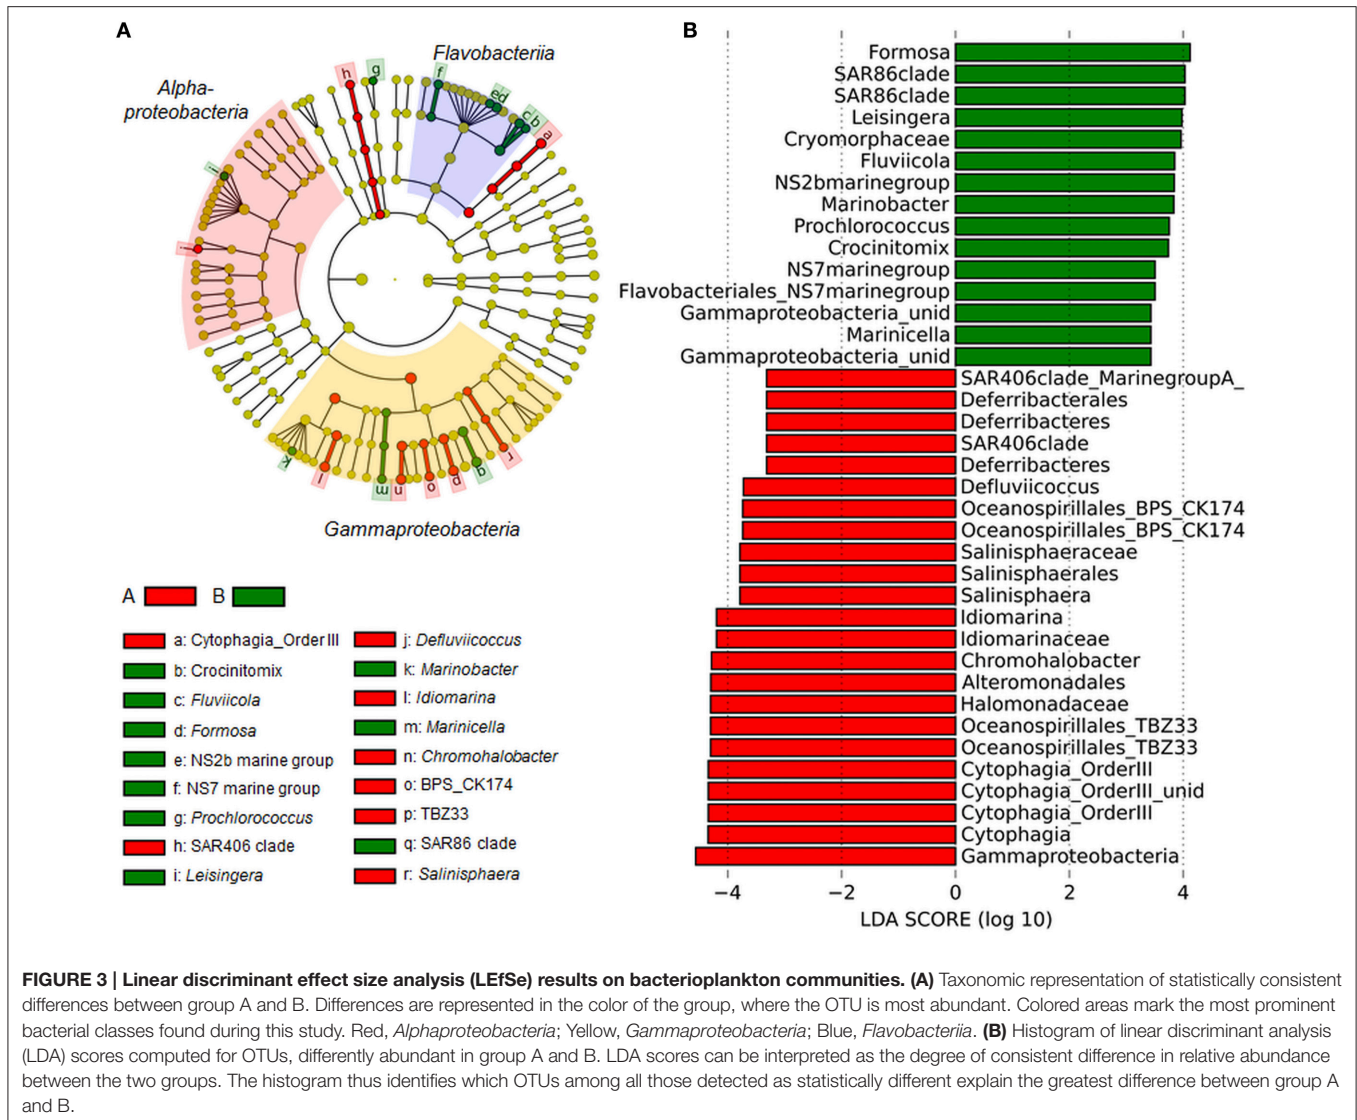 A
Flavobacteriia
Alpha-
proteobacteria
h
g
f
e
d
c
b
a
i
j
k
l
m
n
o
p
q
r
Gammaproteobacteria
A
B
a: Cytophagia_Order III
b: Crocinitomix
c: Fluviicola
d: Formosa
e: NS2b marine group
f: NS7 marine group
g: Prochlorococcus
h: SAR406 clade
i: Leisingera
j: Defluviicoccus
k: Marinobacter
l: Idiomarina
m: Marinicella
n: Chromohalobacter
o: BPS_CK174
p: TBZ33
q: SAR86 clade
r: Salinisphaera
B
Formosa
SAR86clade
SAR86clade
Leisingera
Cryomorphaceae
Fluviicola
NS2bmarinegroup
Marinobacter
Prochlorococcus
Crocinitomix
NS7marinegroup
Flavobacteriales_NS7marinegroup
Gammaproteobacteria_unid
Marinicella
Gammaproteobacteria_unid
SAR406clade_MarinegroupA_
Deferribacterales
Deferribacteres
SAR406clade
Deferribacteres
Defluviicoccus
Oceanospirillales_BPS_CK174
Oceanospirillales_BPS_CK174
Salinisphaeraceae
Salinisphaerales
Salinisphaera
Idiomarina
Idiomarinaceae
Chromohalobacter
Alteromonadales
Halomonadaceae
Oceanospirillales_TBZ33
Oceanospirillales_TBZ33
Cytophagia_OrderIII
Cytophagia_OrderIII_unid
Cytophagia_OrderIII
Cytophagia
Gammaproteobacteria
−4 −2 0 2 4
LDA SCORE (log 10)
FIGURE 3 | Linear discriminant effect size analysis (LEfSe) results on bacterioplankton communities. (A) Taxonomic representation of statistically consistent
differences between group A and B. Differences are represented in the color of the group, where the OTU is most abundant. Colored areas mark the most prominent
bacterial classes found during this study. Red, Alphaproteobacteria; Yellow, Gammaproteobacteria; Blue, Flavobacteriia. (B) Histogram of linear discriminant analysis
(LDA) scores computed for OTUs, differently abundant in group A and B. LDA scores can be interpreted as the degree of consistent difference in relative abundance
between the two groups. The histogram thus identifies which OTUs among all those detected as statistically different explain the greatest difference between group A
and B.